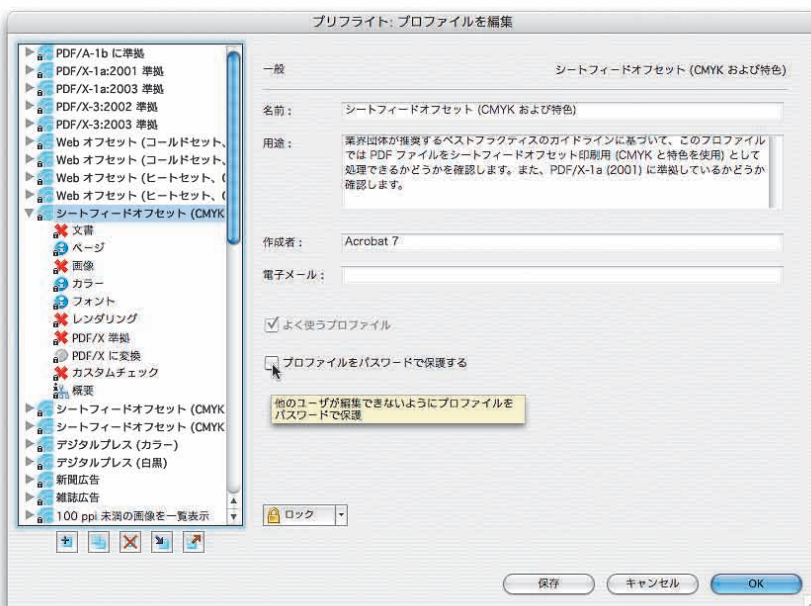 プリフライト: プロファイルを編集
PDF/A-1b に準拠
PDF/X-1a:2001 準拠
PDF/X-1a:2003 準拠
PDF/X-3:2002 準拠
PDF/X-3:2003 準拠
Web オフセット (コールドセット、
Web オフセット (コールドセット、
Web オフセット (ヒートセット、C
Web オフセット (ヒートセット、C
シートフィードオフセット (CMYK
文書
ページ
画像
カラー
フォント
レンダリング
PDF/X 準拠
PDF/X に変換
カスタムチェック
概要
シートフィードオフセット (CMYK
シートフィードオフセット (CMYK
デジタルプレス (カラー)
デジタルプレス (白黒)
新聞広告
雑誌広告
100 ppi 未満の画像を一覧表示
一般
シートフィードオフセット (CMYK および特色)
名前：
シートフィードオフセット (CMYK および特色)
用途：
業界団体が推奨するベストプラクティスのガイドラインに基づいて、このプロファイル
では PDF ファイルをシートフィードオフセット印刷用 (CMYK と特色を使用) として
処理できるかどうかを確認します。また、PDF/X-1a (2001) に準拠しているかどうか
確認します。
作成者：
Acrobat 7
電子メール：
よく使うプロファイル
プロファイルをパスワードで保護する
他のユーザが編集できないようにプロファイルを
パスワードで保護
ロック
保存
キャンセル
OK